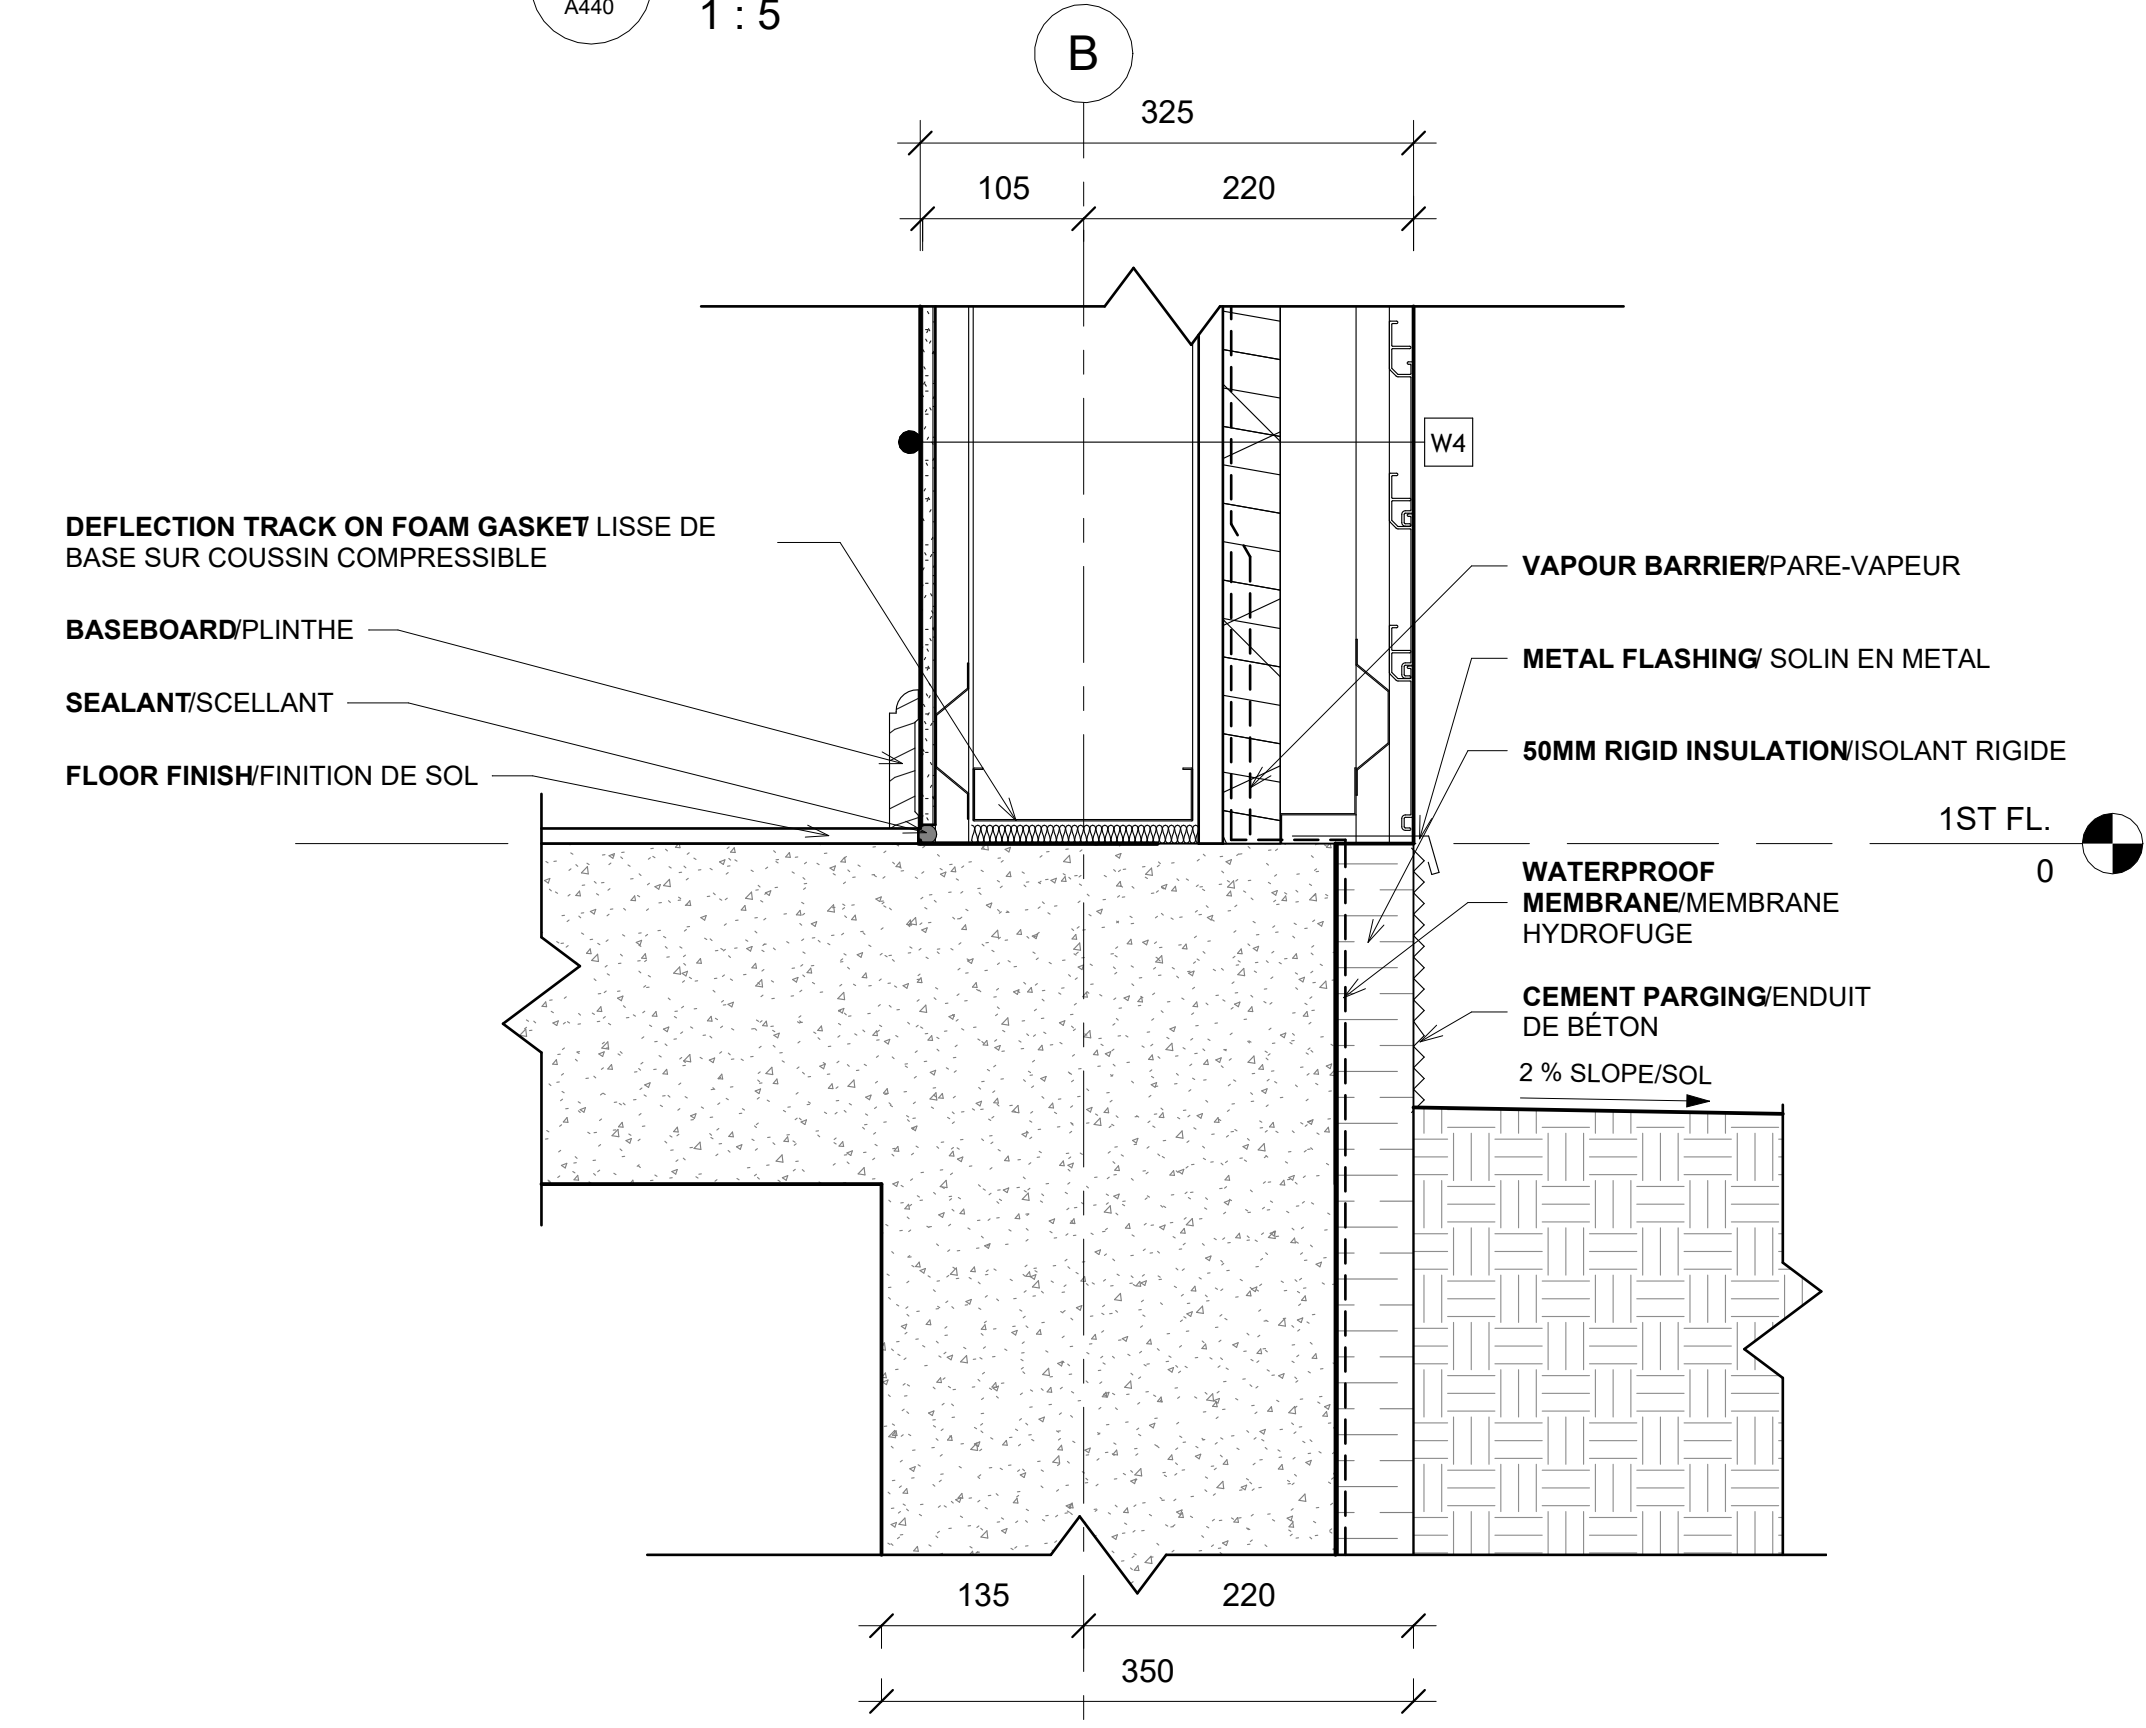 A440
1 : 5
B
325
105
220
W4
DEFLECTION TRACK ON FOAM GASKET/ LISSE DE
BASE SUR COUSSIN COMPRESSIBLE
BASEBOARD/PLINTHE
SEALANT/SCELLANT
FLOOR FINISH/FINITION DE SOL
VAPOUR BARRIER/PARE-VAPEUR
METAL FLASHING/ SOLIN EN METAL
50MM RIGID INSULATION/ISOLANT RIGIDE
1ST FL.
0
WATERPROOF
MEMBRANE/MEMBRANE
HYDROFUGE
CEMENT PARGING/ENDUIT
DE BÉTON
2 % SLOPE/SOL
135
220
350